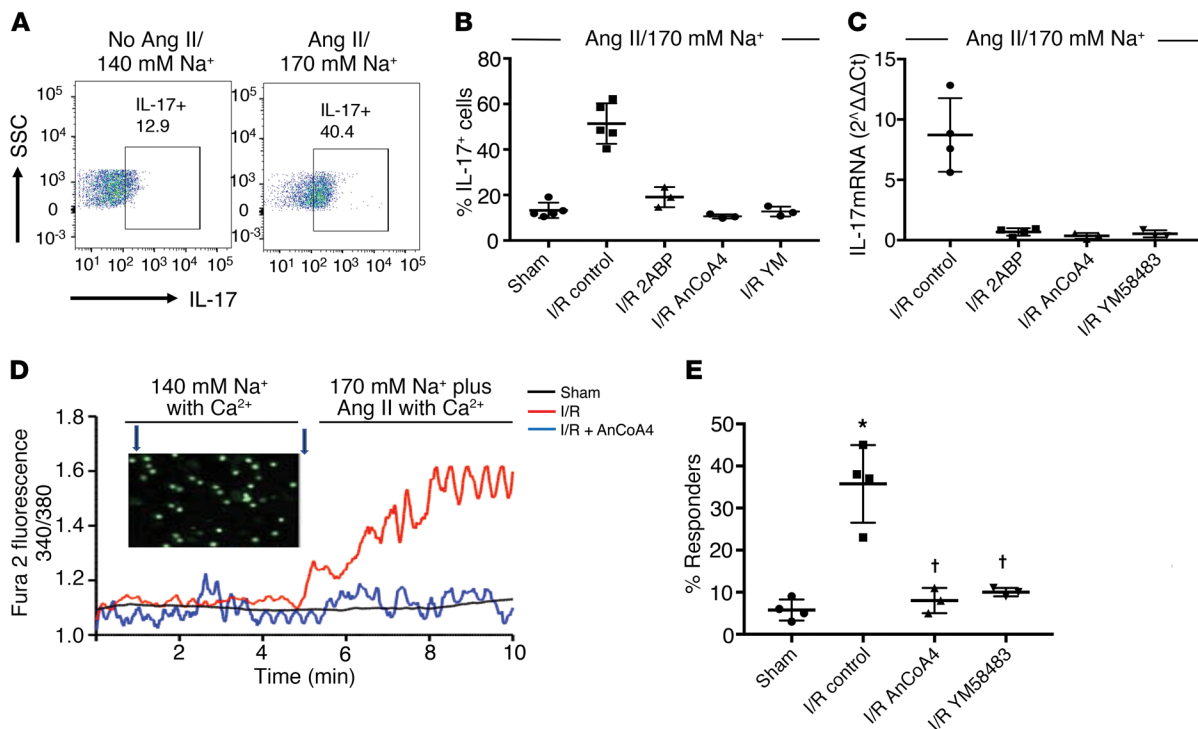 A
No Ang II/
140 mM Na⁺
Ang II/
170 mM Na⁺
SSC
10⁵
10⁴
10³
0
10⁻³
IL-17+
12.9
10¹ 10² 10³ 10⁴ 10⁵
10⁵
10⁴
10³
0
10⁻³
IL-17+
40.4
10¹ 10² 10³ 10⁴ 10⁵
IL-17
B
Ang II/170 mM Na⁺
% IL-17⁺ cells
80
60
40
20
0
Sham
I/R control
I/R 2ABP
I/R AnCoA4
I/R YM
C
Ang II/170 mM Na⁺
IL-17mRNA (2^ΔΔΔCt)
15
10
5
0
I/R control
I/R 2ABP
I/R AnCoA4
I/R YM58483
D
140 mM Na⁺
with Ca²⁺
170 mM Na⁺ plus
Ang II with Ca²⁺
Sham
I/R
I/R + AnCoA4
Fura 2 fluorescence
340/380
1.8
1.6
1.4
1.2
1.0
2 4 6 8 10
Time (min)
E
% Responders
50
40
30
20
10
0
*
†
†
Sham
I/R control
I/R AnCoA4
I/R YM58483